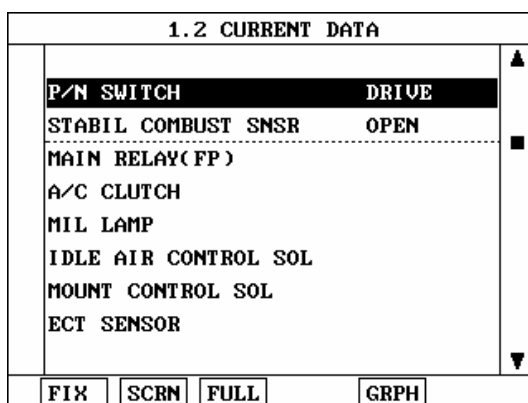 1.2 CURRENT DATA
P/N SWITCH DRIVE
STABIL COMBUST SNSR OPEN
MAIN RELAY(FP)
A/C CLUTCH
MIL LAMP
IDLE AIR CONTROL SOL
MOUNT CONTROL SOL
ECT SENSOR
FIX SCRN FULL GRPH